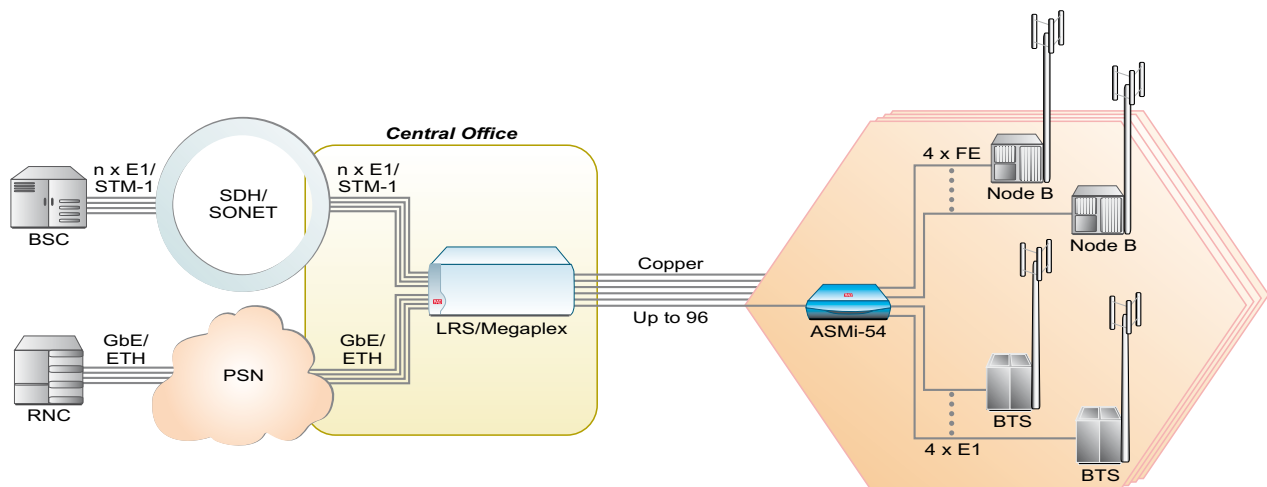 Central Office
n x E1/
STM-1
BSC
SDH/
SONET
n x E1/
STM-1
GbE/
ETH
RNC
PSN
GbE/
ETH
LRS/Megaplex
Copper
Up to 96
ASMi-54
4 x FE
Node B
Node B
BTS
4 x E1
BTS